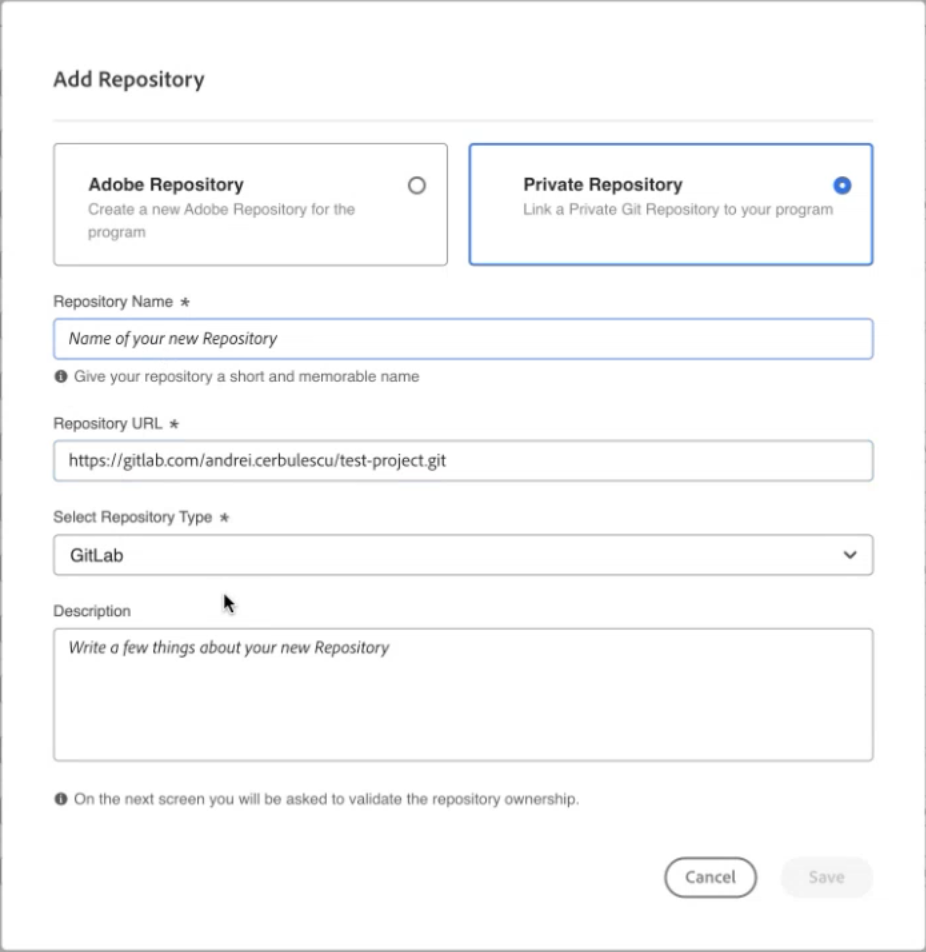 Add Repository
Adobe Repository
Create a new Adobe Repository for the
program
Private Repository
Link a Private Git Repository to your program
Repository Name *
Name of your new Repository
Give your repository a short and memorable name
Repository URL *
https://gitlab.com/andrei.cerbulescu/test-project.git
Select Repository Type *
GitLab
Description
Write a few things about your new Repository
On the next screen you will be asked to validate the repository ownership.
Cancel
Save